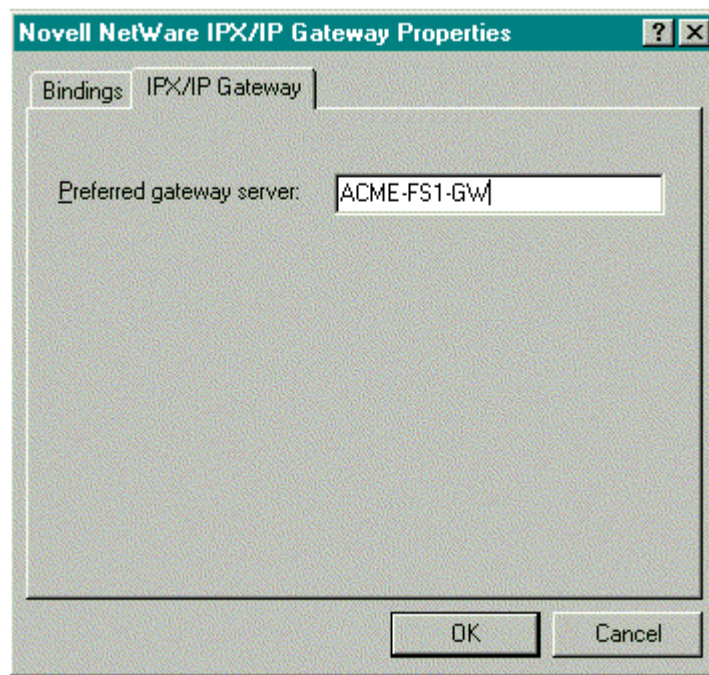 Novell NetWare IPX/IP Gateway Properties ? X
Bindings IPX/IP Gateway
Preferred gateway server: ACME-FS1-GW
OK Cancel